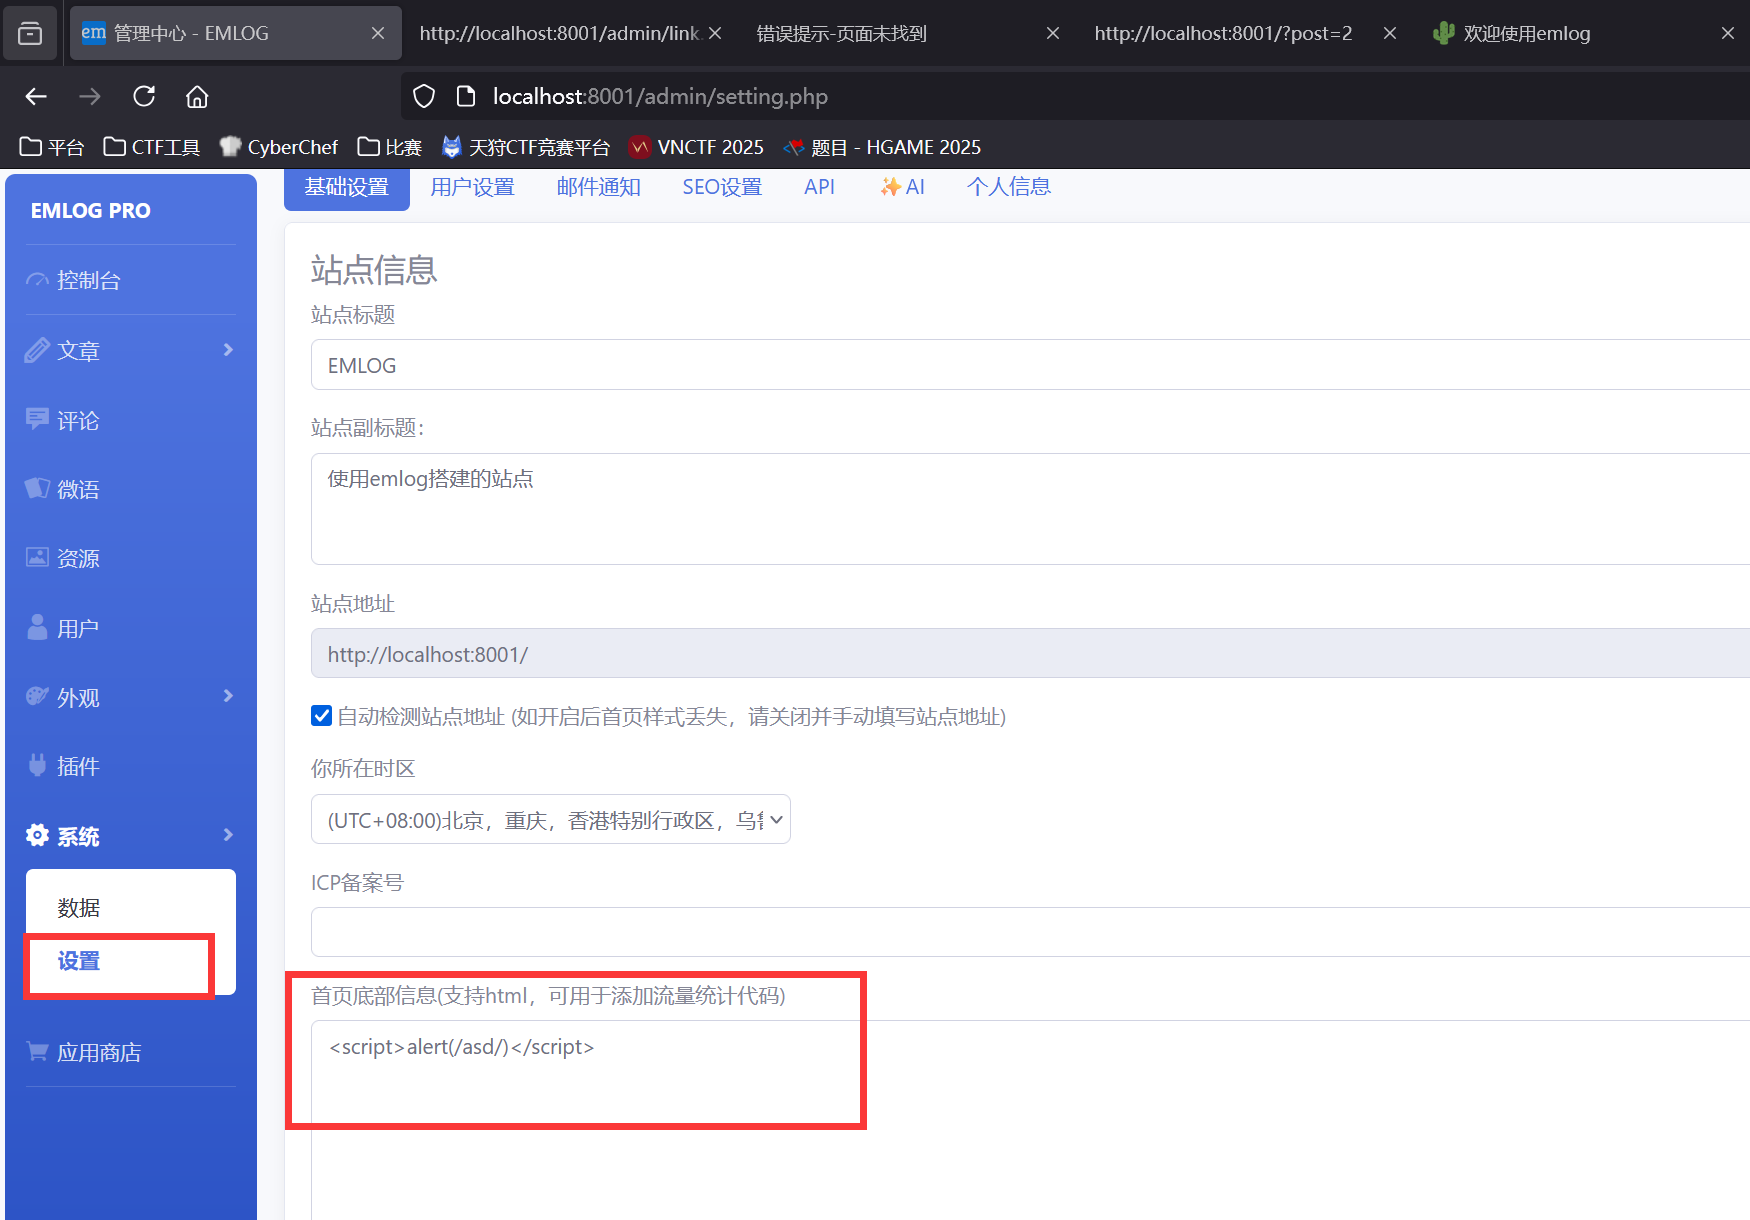 管理中心 - EMLOG
http://localhost:8001/admin/link.
错误提示-页面未找到
http://localhost:8001/?post=2
欢迎使用emlog
localhost:8001/admin/setting.php
平台
CTF工具
CyberChef
比赛
天狩CTF竞赛平台
VNCTF 2025
题目 - HGAME 2025
EMLOG PRO
控制台
文章
评论
微语
资源
用户
外观
插件
系统
数据
设置
应用商店
基础设置
用户设置
邮件通知
SEO设置
API
AI
个人信息
站点信息
站点标题
EMLOG
站点副标题：
使用emlog搭建的站点
站点地址
http://localhost:8001/
自动检测站点地址 (如开启后首页样式丢失，请关闭并手动填写站点地址)
你所在时区
(UTC+08:00)北京，重庆，香港特别行政区，乌
ICP备案号
首页底部信息(支持html，可用于添加流量统计代码)
<script>alert(/asd/)</script>